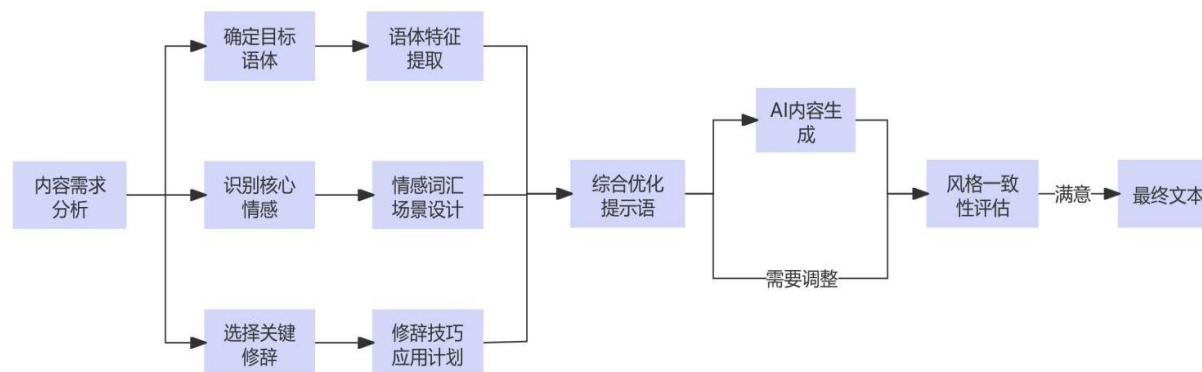 确定目标
语体
语体特征
提取
AI内容生
成
内容需求
分析
识别核心
情感
情感词汇
场景设计
综合优化
提示语
风格一致
性评估
满意
最终文本
需要调整
选择关键
修辞
修辞技巧
应用计划